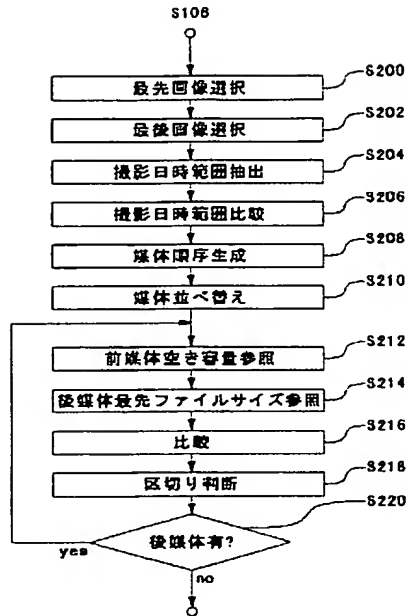 S106
S200
最先画像選択
S202
最後画像選択
S204
撮影日時範囲抽出
S206
撮影日時範囲比較
S208
媒体順序生成
S210
媒体並べ替え
S212
前媒体空き容量参照
S214
後媒体最先ファイルサイズ参照
S216
比較
S218
区切り判断
S220
後媒体有?
yes
no